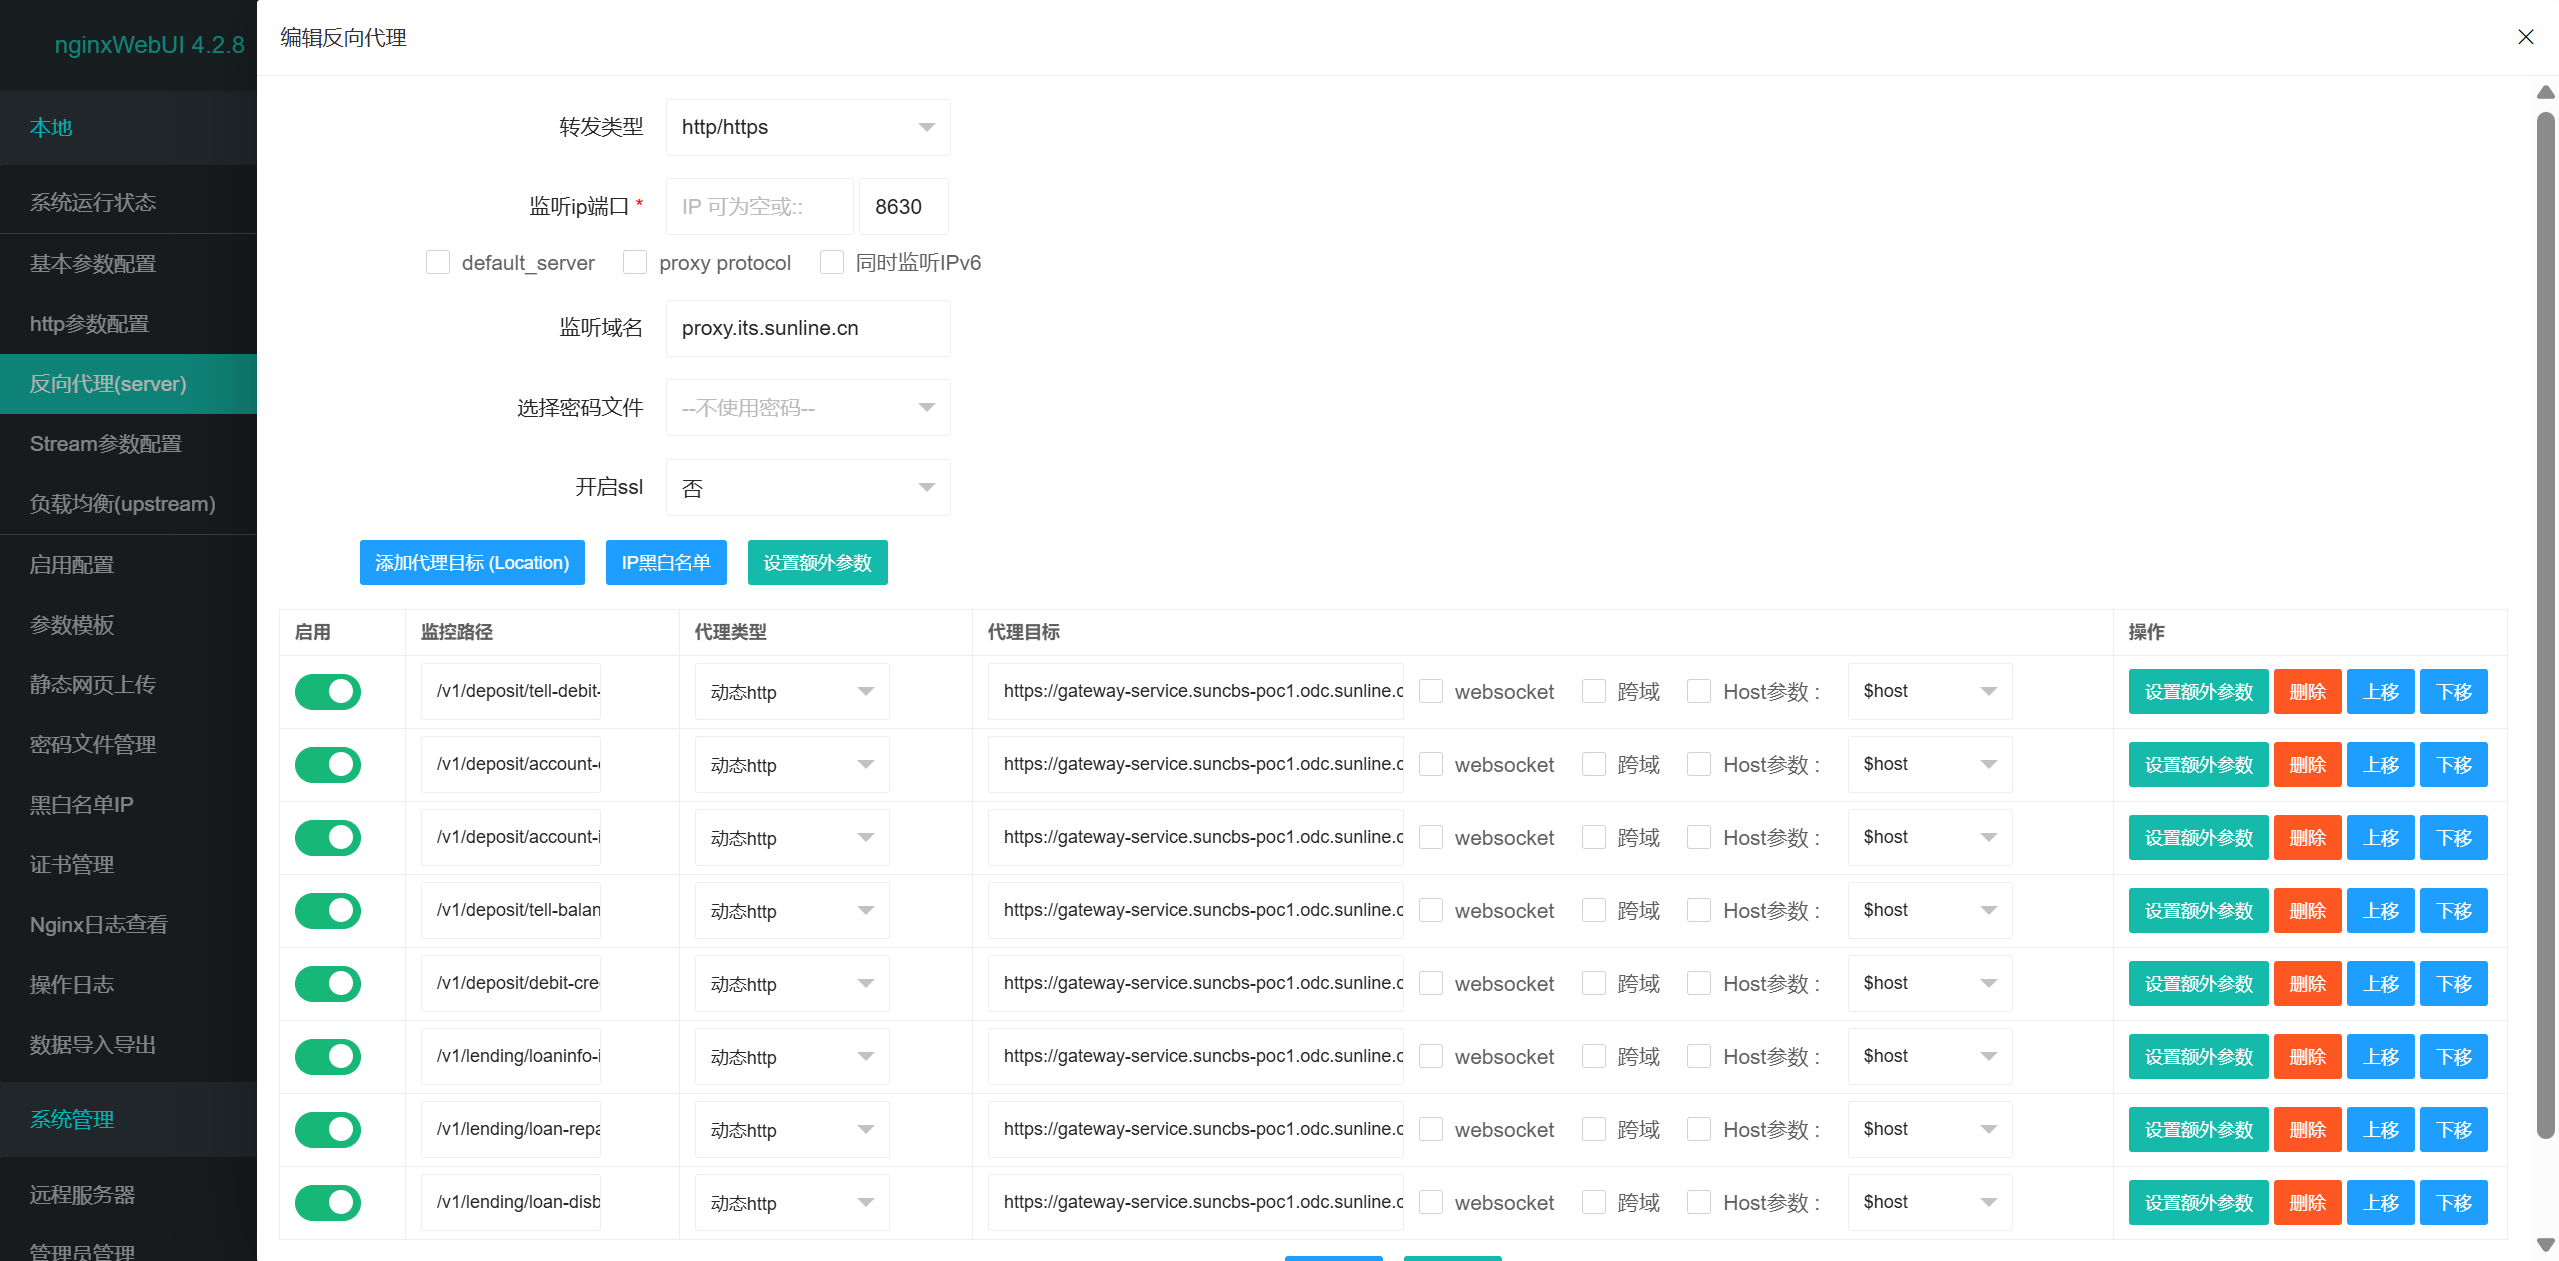 nginxWebUI 4.2.8
本地
系统运行状态
基本参数配置
http参数配置
反向代理(server)
Stream参数配置
负载均衡(upstream)
启用配置
参数模板
静态网页上传
密码文件管理
黑白名单IP
证书管理
Nginx日志查看
操作日志
数据导入导出
系统管理
远程服务器
管理员管理
编辑反向代理
转发类型 http/https
监听ip端口 * IP 可为空或:: 8630
default_server proxy protocol 同时监听IPv6
监听域名 proxy.its.sunline.cn
选择密码文件 --不使用密码--
开启ssl 否
添加代理目标 (Location) IP黑白名单 设置额外参数
启用 监控路径 代理类型 代理目标 操作
/v1/deposit/tell-debit- 动态http https://gateway-service.suncbs-poc1.odc.sunline.c websocket 跨域 Host参数 : $host 设置额外参数 删除 上移 下移
/v1/deposit/account- 动态http https://gateway-service.suncbs-poc1.odc.sunline.c websocket 跨域 Host参数 : $host 设置额外参数 删除 上移 下移
/v1/deposit/account-i 动态http https://gateway-service.suncbs-poc1.odc.sunline.c websocket 跨域 Host参数 : $host 设置额外参数 删除 上移 下移
/v1/deposit/tell-balan 动态http https://gateway-service.suncbs-poc1.odc.sunline.c websocket 跨域 Host参数 : $host 设置额外参数 删除 上移 下移
/v1/deposit/debit-cre 动态http https://gateway-service.suncbs-poc1.odc.sunline.c websocket 跨域 Host参数 : $host 设置额外参数 删除 上移 下移
/v1/lending/loaninfo-i 动态http https://gateway-service.suncbs-poc1.odc.sunline.c websocket 跨域 Host参数 : $host 设置额外参数 删除 上移 下移
/v1/lending/loan-repa 动态http https://gateway-service.suncbs-poc1.odc.sunline.c websocket 跨域 Host参数 : $host 设置额外参数 删除 上移 下移
/v1/lending/loan-disb 动态http https://gateway-service.suncbs-poc1.odc.sunline.c websocket 跨域 Host参数 : $host 设置额外参数 删除 上移 下移